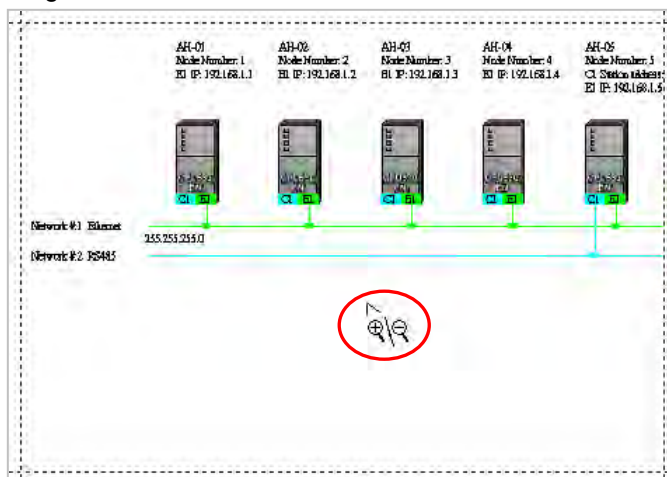 AH-01
Node Number: 1
E1 IP: 192.168.1.1
AH-02
Node Number: 2
E1 IP: 192.168.1.2
AH-03
Node Number: 3
E1 IP: 192.168.1.3
AH-04
Node Number: 4
E1 IP: 192.168.1.4
AH-05
Node Number: 5
C1 Station address:
E1 IP: 192.168.1.5
C1 E1
C1 E1
C1 E1
C1 E1
C1 E1
Network #:1 Ethernet
255.255.255.0
Network #:2 RS485